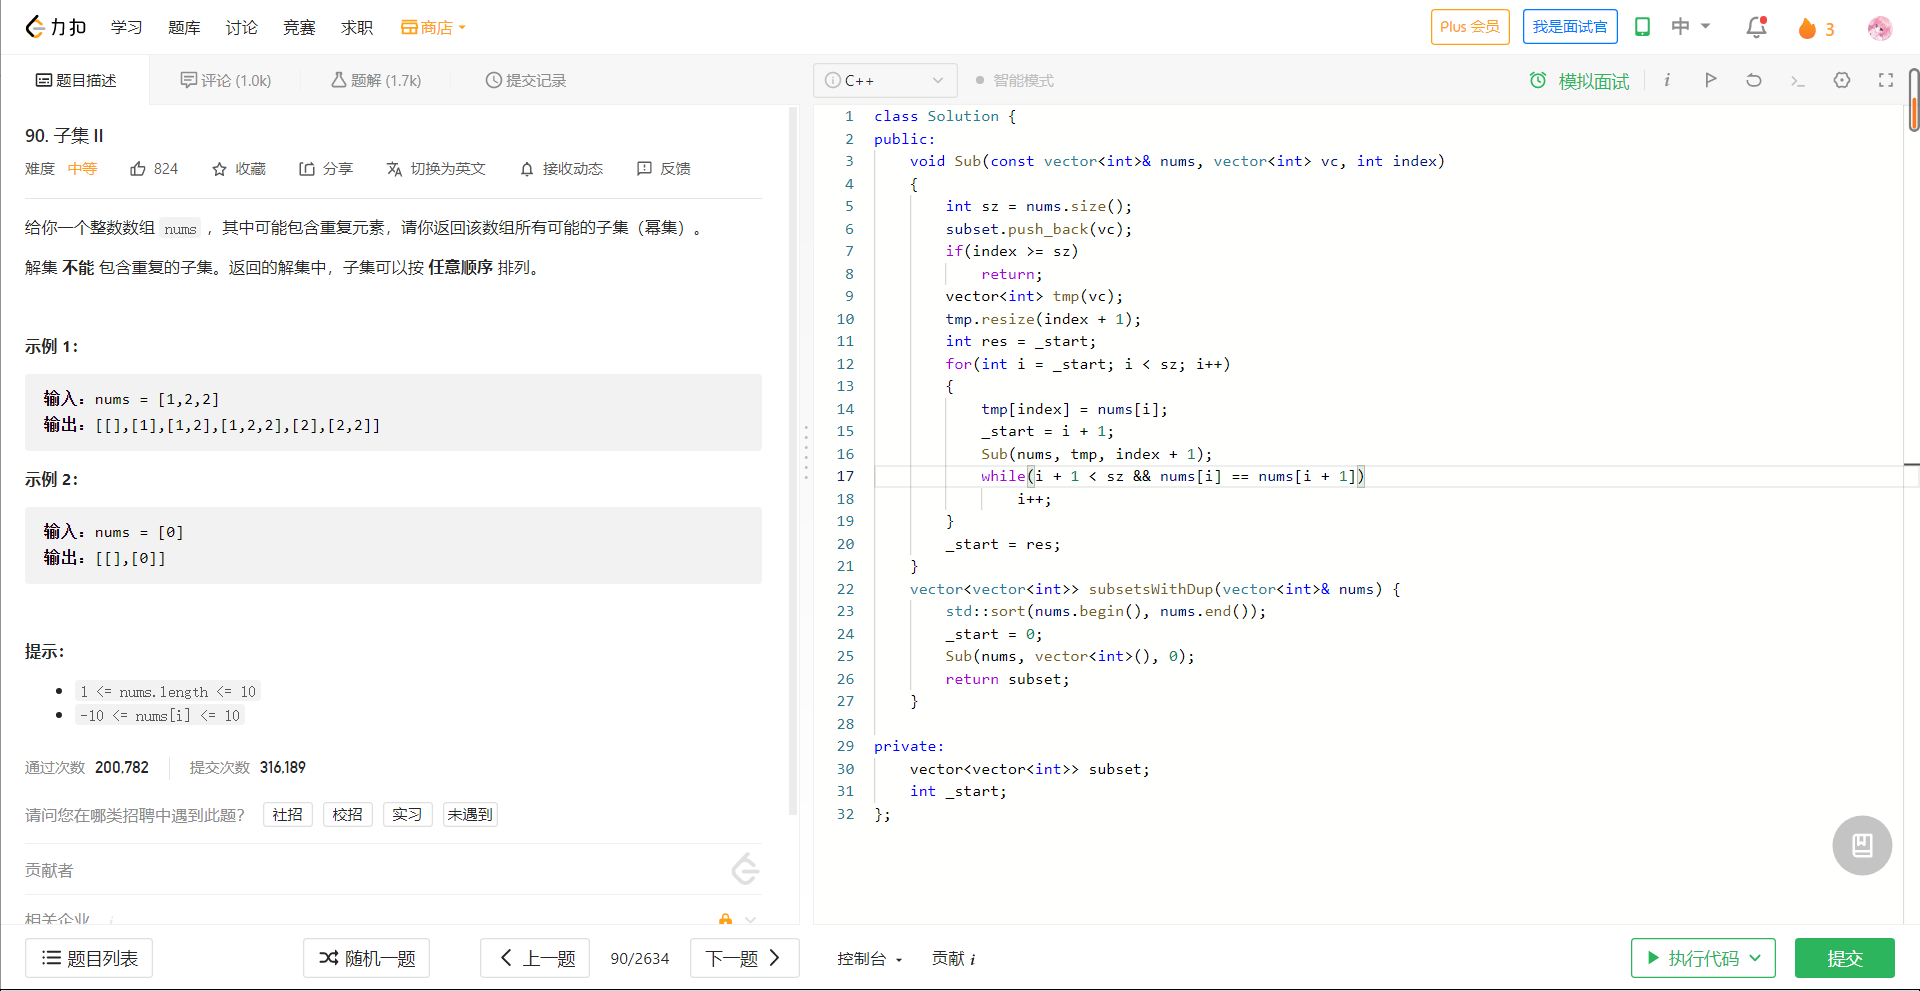 力扣 学习 题库 讨论 竞赛 求职 商店 Plus 会员 我是面试官 中 3
题目描述 评论 (1.0k) 题解 (1.7k) 提交记录
90. 子集 II
难度 中等 824 收藏 分享 切换为英文 接收动态 反馈
给你一个整数数组 nums ，其中可能包含重复元素，请你返回该数组所有可能的子集（幂集）。
解集 不能 包含重复的子集。返回的解集中，子集可以按 任意顺序 排列。
示例 1：
输入：nums = [1,2,2]
输出：[[],[1],[1,2],[1,2,2],[2],[2,2]]
示例 2：
输入：nums = [0]
输出：[[],[0]]
提示：
1 <= nums.length <= 10
-10 <= nums[i] <= 10
通过次数 200,782 提交次数 316,189
请问您在哪类招聘中遇到此题？ 社招 校招 实习 未遇到
贡献者
相关企业 i
C++ 智能模式 模拟面试 i
1 class Solution {
2 public:
3     void Sub(const vector<int>& nums, vector<int> vc, int index)
4     {
5         int sz = nums.size();
6         subset.push_back(vc);
7         if(index >= sz)
8             return;
9         vector<int> tmp(vc);
10         tmp.resize(index + 1);
11         int res = _start;
12         for(int i = _start; i < sz; i++)
13         {
14             tmp[index] = nums[i];
15             _start = i + 1;
16             Sub(nums, tmp, index + 1);
17             while(i + 1 < sz && nums[i] == nums[i + 1])
18                 i++;
19         }
20         _start = res;
21     }
22     vector<vector<int>> subsetsWithDup(vector<int>& nums) {
23         std::sort(nums.begin(), nums.end());
24         _start = 0;
25         Sub(nums, vector<int>(), 0);
26         return subset;
27     }
28
29 private:
30     vector<vector<int>> subset;
31     int _start;
32 };
题目列表 随机一题 上一题 90/2634 下一题 控制台 贡献 i 执行代码 提交